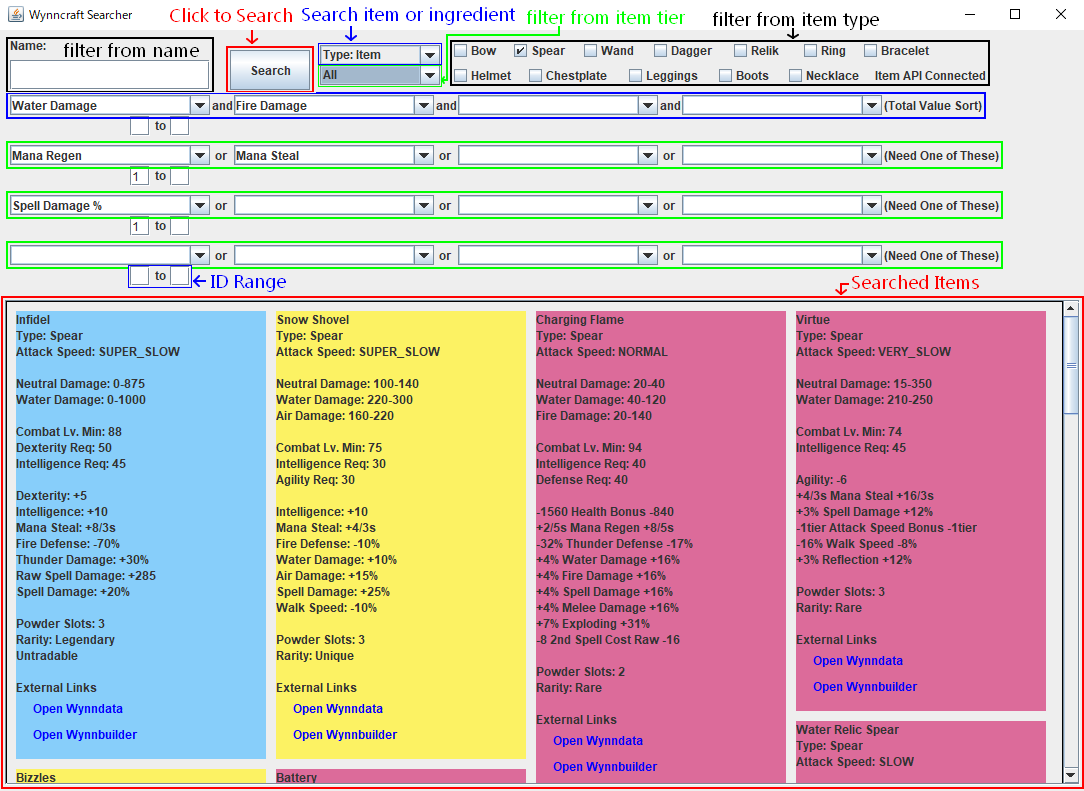 Wynncraft Searcher
Click to Search
Search item or ingredient
filter from item tier
filter from item type
Name:
filter from name
Search
Type: Item
All
Bow Spear Wand Dagger Relik Ring Bracelet
Helmet Chestplate Leggings Boots Necklace Item API Connected
Water Damage and Fire Damage and and (Total Value Sort)
to
Mana Regen or Mana Steal or or (Need One of These)
1 to
Spell Damage % or or or (Need One of These)
1 to
or or or (Need One of These)
to
ID Range
Searched Items
Infidel
Type: Spear
Attack Speed: SUPER_SLOW
Neutral Damage: 0-875
Water Damage: 0-1000
Combat Lv. Min: 88
Dexterity Req: 50
Intelligence Req: 45
Dexterity: +5
Intelligence: +10
Mana Steal: +8/3s
Fire Defense: -70%
Thunder Damage: +30%
Raw Spell Damage: +285
Spell Damage: +20%
Powder Slots: 3
Rarity: Legendary
Untradable
External Links
Open Wynndata
Open Wynnbuilder
Bizzles
Snow Shovel
Type: Spear
Attack Speed: SUPER_SLOW
Neutral Damage: 100-140
Water Damage: 220-300
Air Damage: 160-220
Combat Lv. Min: 75
Intelligence Req: 30
Agility Req: 30
Intelligence: +10
Mana Steal: +4/3s
Fire Defense: -10%
Water Damage: +10%
Air Damage: +15%
Spell Damage: +25%
Walk Speed: -10%
Powder Slots: 3
Rarity: Unique
External Links
Open Wynndata
Open Wynnbuilder
Battery
Charging Flame
Type: Spear
Attack Speed: NORMAL
Neutral Damage: 20-40
Water Damage: 40-120
Fire Damage: 20-140
Combat Lv. Min: 94
Intelligence Req: 40
Defense Req: 40
-1560 Health Bonus -840
+2/5s Mana Regen +8/5s
-32% Thunder Defense -17%
+4% Water Damage +16%
+4% Fire Damage +16%
+4% Spell Damage +16%
+4% Melee Damage +16%
+7% Exploding +31%
-8 2nd Spell Cost Raw -16
Powder Slots: 2
Rarity: Rare
External Links
Open Wynndata
Open Wynnbuilder
Virtue
Type: Spear
Attack Speed: VERY_SLOW
Neutral Damage: 15-350
Water Damage: 210-250
Combat Lv. Min: 74
Intelligence Req: 45
Agility: -6
+4/3s Mana Steal +16/3s
+3% Spell Damage +12%
-1tier Attack Speed Bonus -1tier
-16% Walk Speed -8%
+3% Reflection +12%
Powder Slots: 3
Rarity: Rare
External Links
Open Wynndata
Open Wynnbuilder
Water Relic Spear
Type: Spear
Attack Speed: SLOW